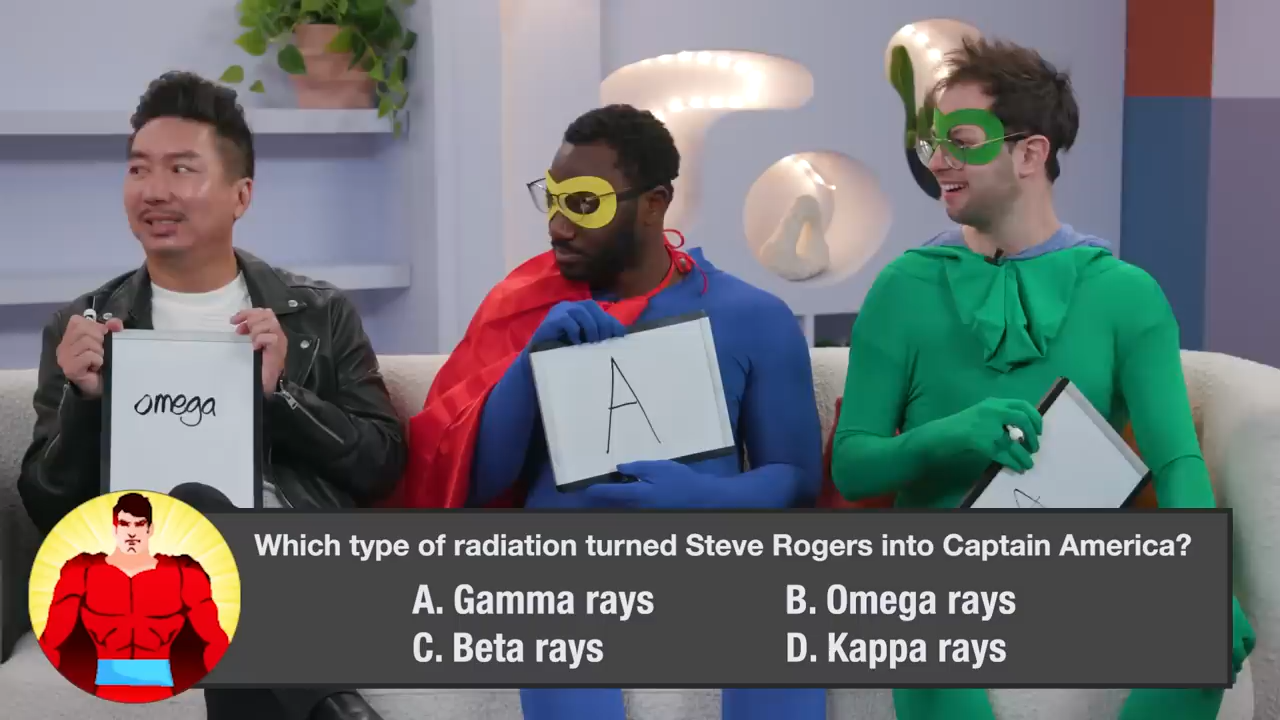 omega
A
A
Which type of radiation turned Steve Rogers into Captain America?
A. Gamma rays
B. Omega rays
C. Beta rays
D. Kappa rays